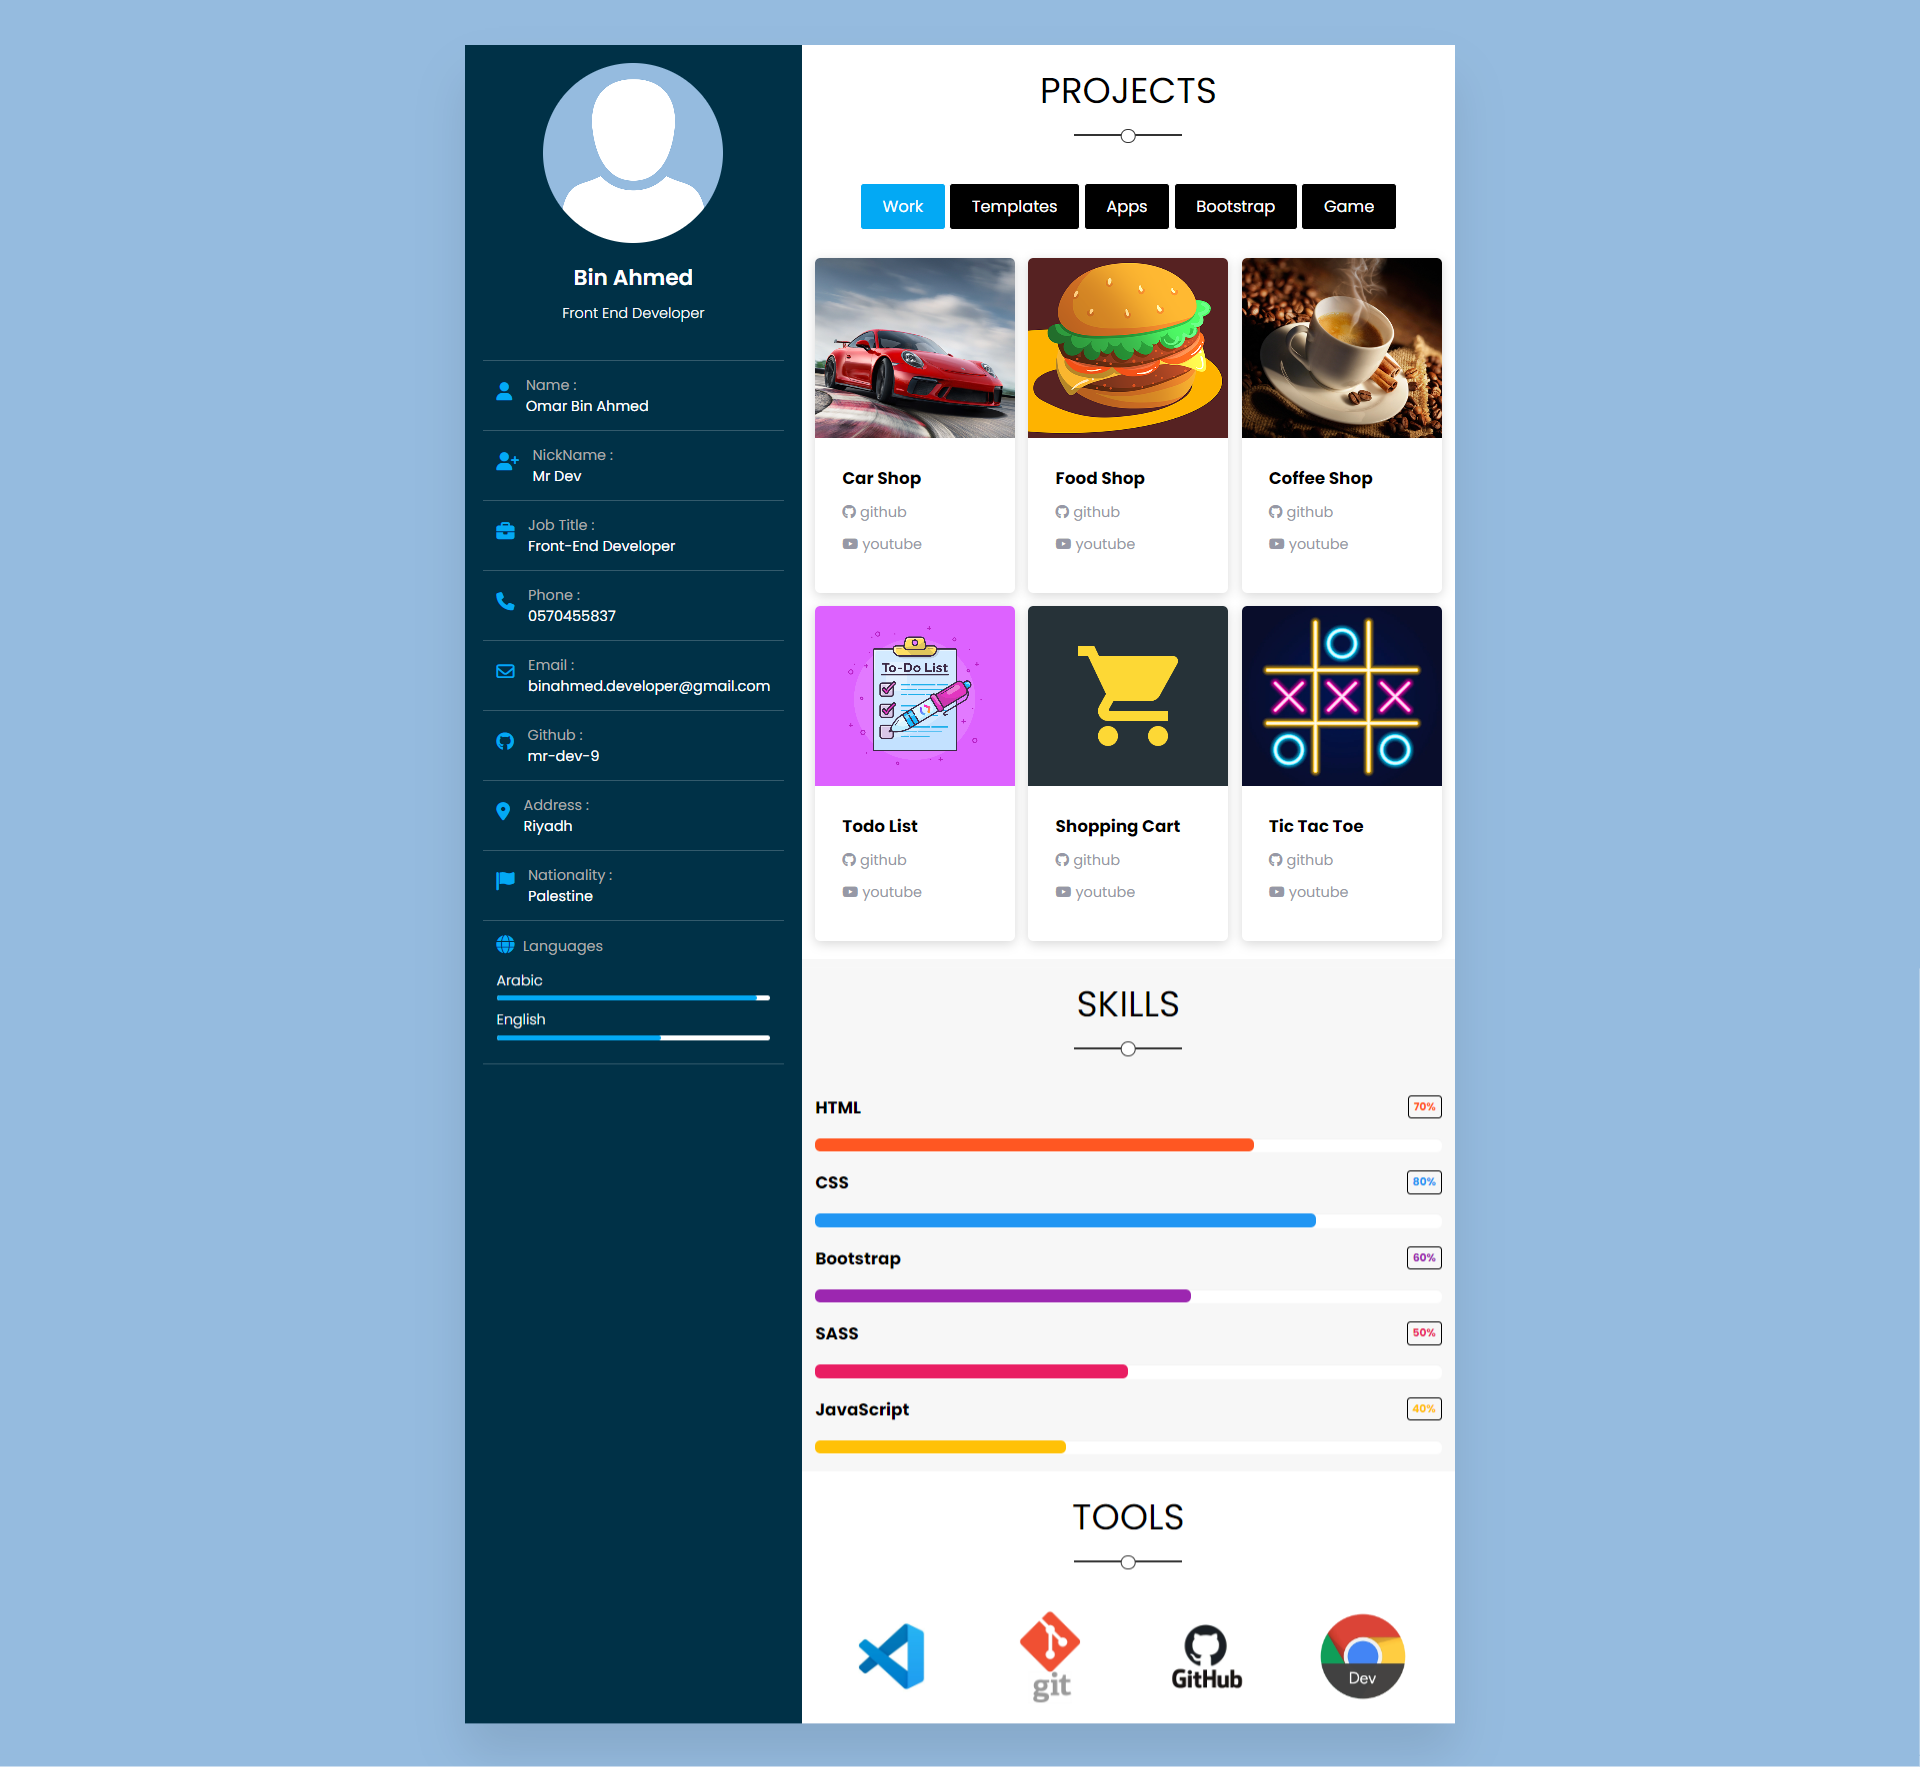 Bin Ahmed
Front End Developer
Name :
Omar Bin Ahmed
NickName :
Mr Dev
Job Title :
Front-End Developer
Phone :
0570455837
Email :
binahmed.developer@gmail.com
Github :
mr-dev-9
Address :
Riyadh
Nationality :
Palestine
Languages
Arabic
English
PROJECTS
Work Templates Apps Bootstrap Game
Car Shop
github
youtube
Food Shop
github
youtube
Coffee Shop
github
youtube
To-Do List
Todo List
github
youtube
Shopping Cart
github
youtube
Tic Tac Toe
github
youtube
SKILLS
HTML 70%
CSS 80%
Bootstrap 60%
SASS 50%
JavaScript 40%
TOOLS
git
GitHub
Dev